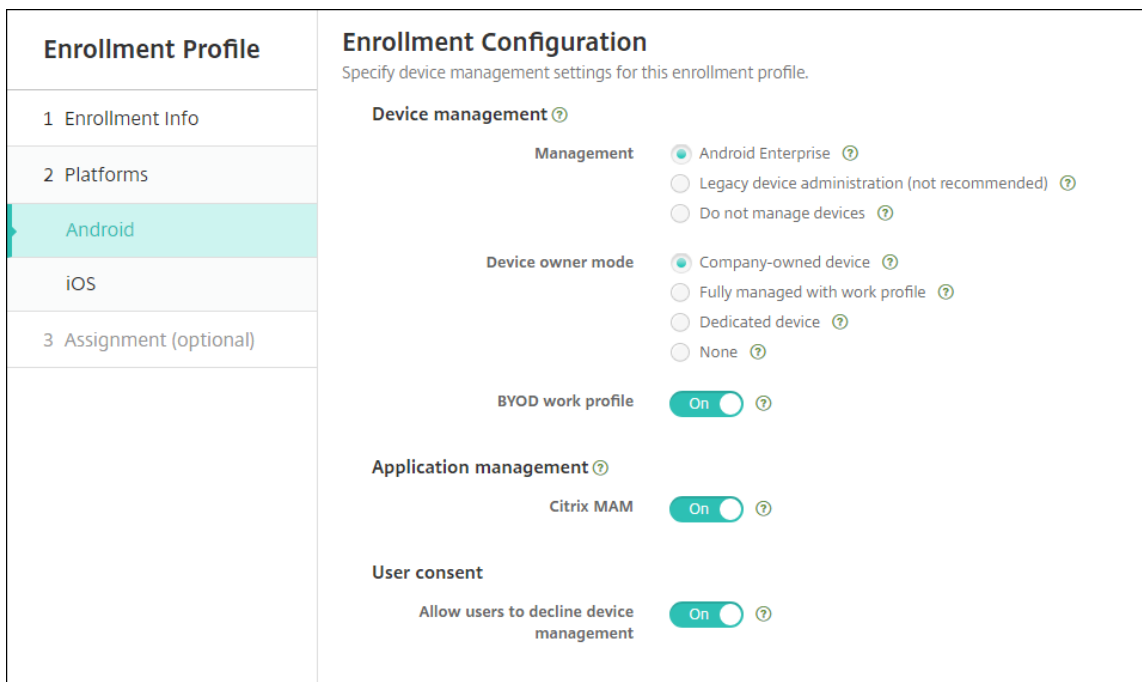 Enrollment Profile
1 Enrollment Info
2 Platforms
Android
iOS
3 Assignment (optional)
Enrollment Configuration
Specify device management settings for this enrollment profile.
Device management ?
Management
Android Enterprise ?
Legacy device administration (not recommended) ?
Do not manage devices ?
Device owner mode
Company-owned device ?
Fully managed with work profile ?
Dedicated device ?
None ?
BYOD work profile
On ?
Application management ?
Citrix MAM
On ?
User consent
Allow users to decline device
management
On ?